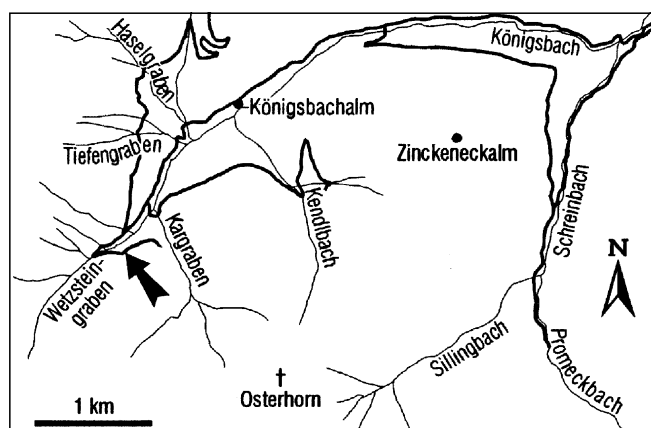 Haselgraben
Königsbach
Königsbachalm
Tiefengraben
Zinckeneckalm
Kendlbach
Kargraben
Schreinbach
N
Wetzstein-
graben
Sillingbach
Promeckbach
Osterhorn
1 km